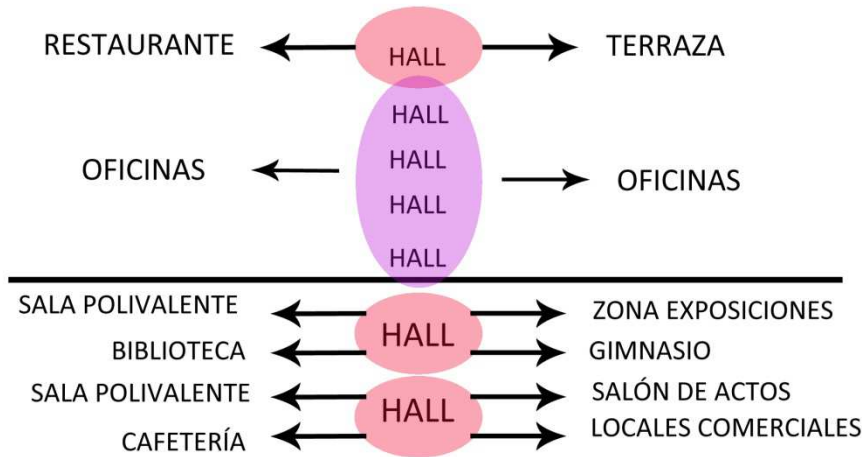 RESTAURANTE HALL TERRAZA
HALL
HALL
OFICINAS OFICINAS
HALL
HALL
SALA POLIVALENTE ZONA EXPOSICIONES
HALL
BIBLIOTECA GIMNASIO
SALA POLIVALENTE SALÓN DE ACTOS
HALL
CAFETERÍA LOCALES COMERCIALES